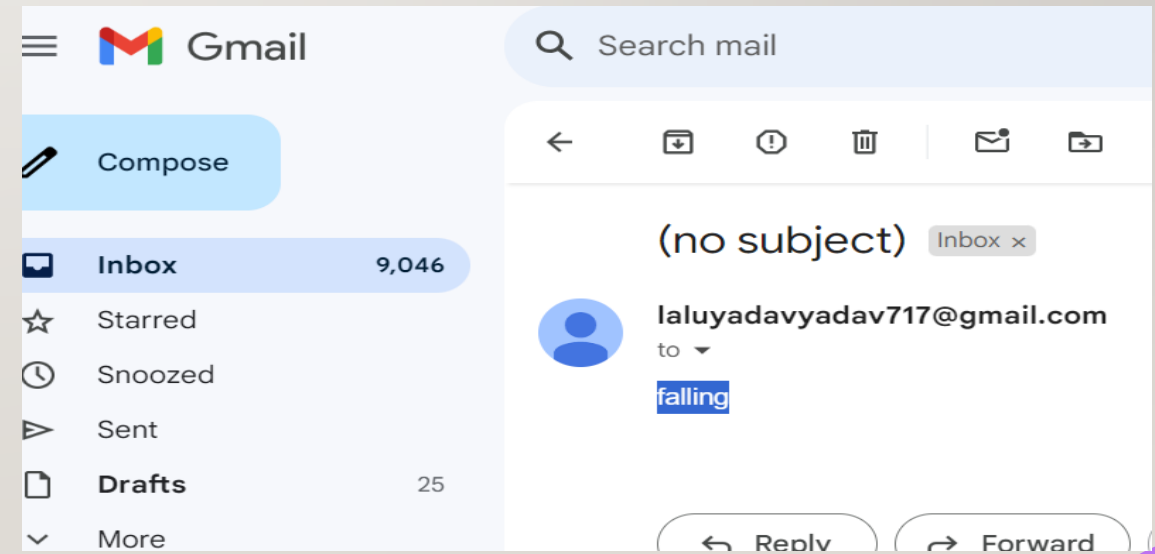 Gmail
Search mail
Compose
Inbox 9,046
Starred
Snoozed
Sent
Drafts 25
More
(no subject) Inbox x
laluyadavyadav717@gmail.com
to
falling
Reply Forward